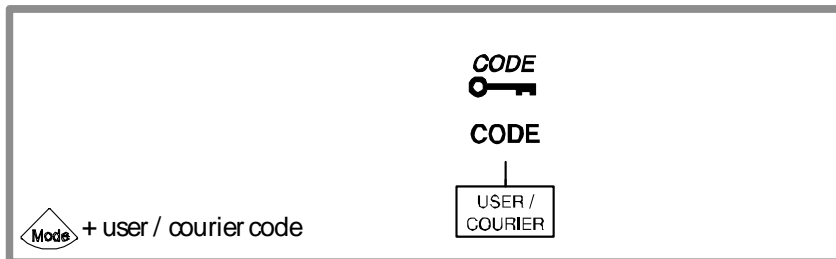 CODE
CODE
USER /
COURIER
Mode + user / courier code